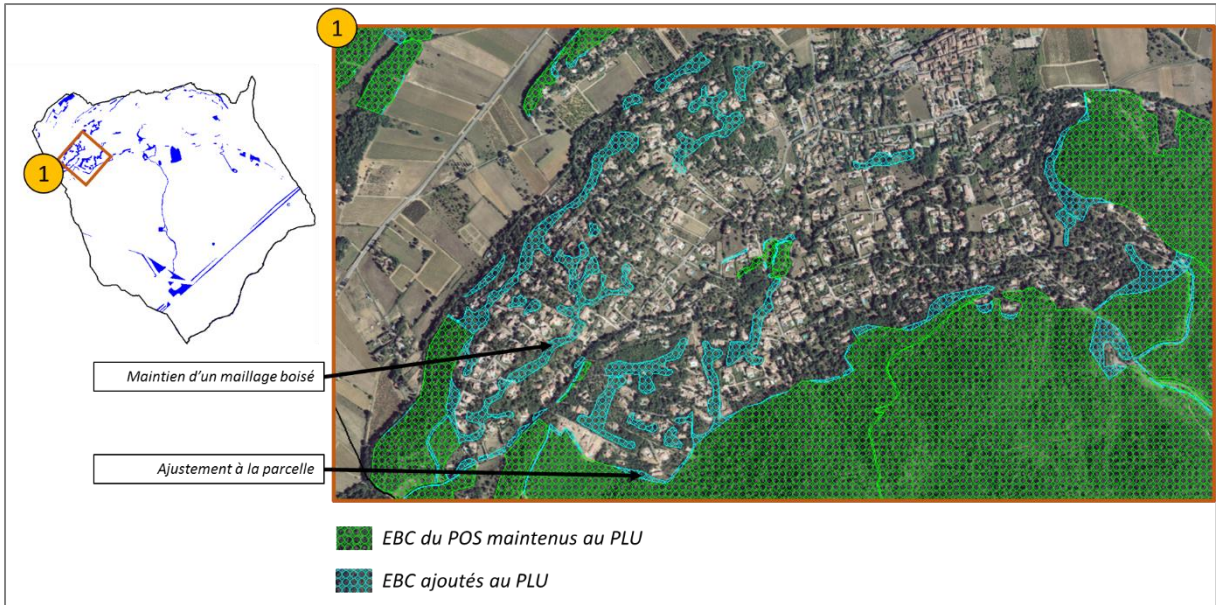 1
1
Maintien d'un maillage boisé
Ajustement à la parcelle
EBC du POS maintenus au PLU
EBC ajoutés au PLU